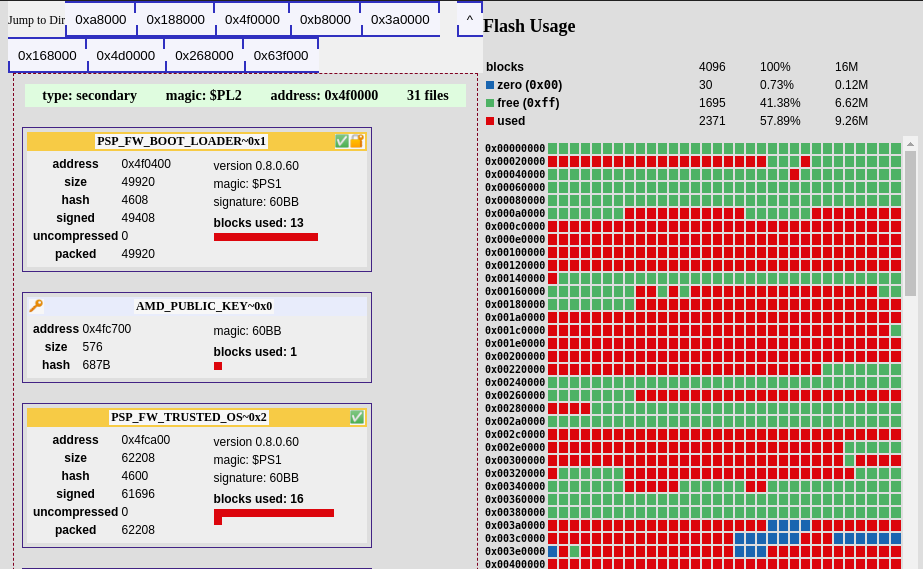 Jump to Dir 0xa8000 0x188000 0x4f0000 0xb8000 0x3a0000 ^
0x168000 0x4d0000 0x268000 0x63f000
type: secondary magic: $PL2 address: 0x4f0000 31 files
PSP_FW_BOOT_LOADER~0x1
address 0x4f0400
size 49920
hash 4608
signed 49408
uncompressed 0
packed 49920
version 0.8.0.60
magic: $PS1
signature: 60BB
blocks used: 13
AMD_PUBLIC_KEY~0x0
address 0x4fc700
size 576
hash 687B
magic: 60BB
blocks used: 1
PSP_FW_TRUSTED_OS~0x2
address 0x4fca00
size 62208
hash 4600
signed 61696
uncompressed 0
packed 62208
version 0.8.0.60
magic: $PS1
signature: 60BB
blocks used: 16
Flash Usage
blocks 4096 100% 16M
zero (0x00) 30 0.73% 0.12M
free (0xff) 1695 41.38% 6.62M
used 2371 57.89% 9.26M
0x00000000
0x00020000
0x00040000
0x00060000
0x00080000
0x000a0000
0x000c0000
0x000e0000
0x00100000
0x00120000
0x00140000
0x00160000
0x00180000
0x001a0000
0x001c0000
0x001e0000
0x00200000
0x00220000
0x00240000
0x00260000
0x00280000
0x002a0000
0x002c0000
0x002e0000
0x00300000
0x00320000
0x00340000
0x00360000
0x00380000
0x003a0000
0x003c0000
0x003e0000
0x00400000